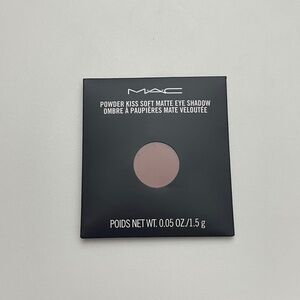 MAC
POWDER KISS SOFT MATTE EYE SHADOW
OMBRE À PAUPIÈRES MATE VELOUTÉE
POIDS NET WT. 0.05 OZ./1.5 g